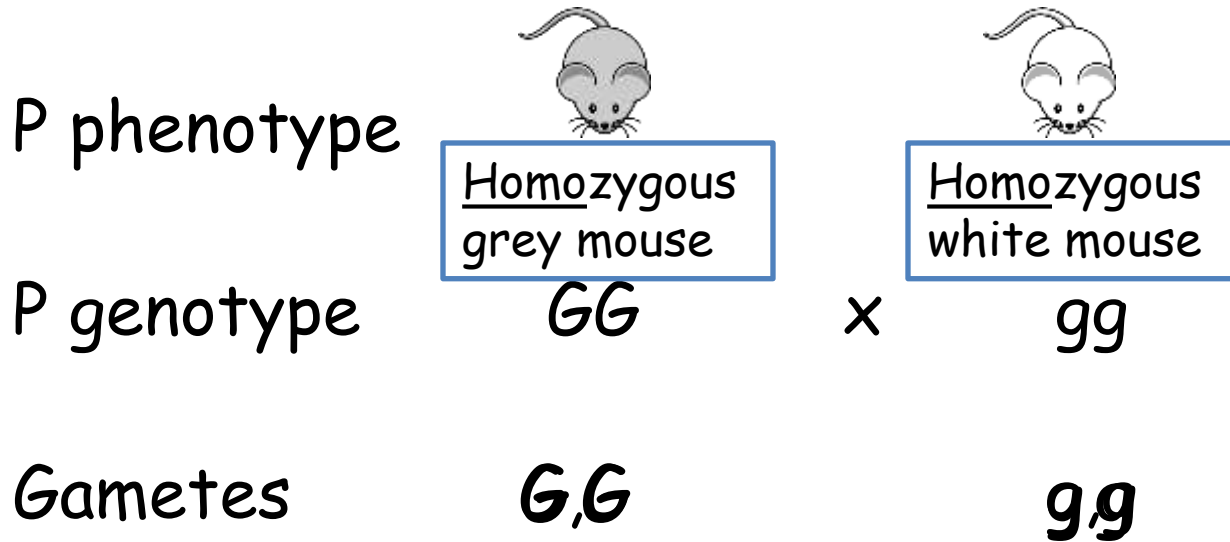 P phenotype
Homozygous
grey mouse
Homozygous
white mouse
P genotype GG x gg
Gametes G,G g,g